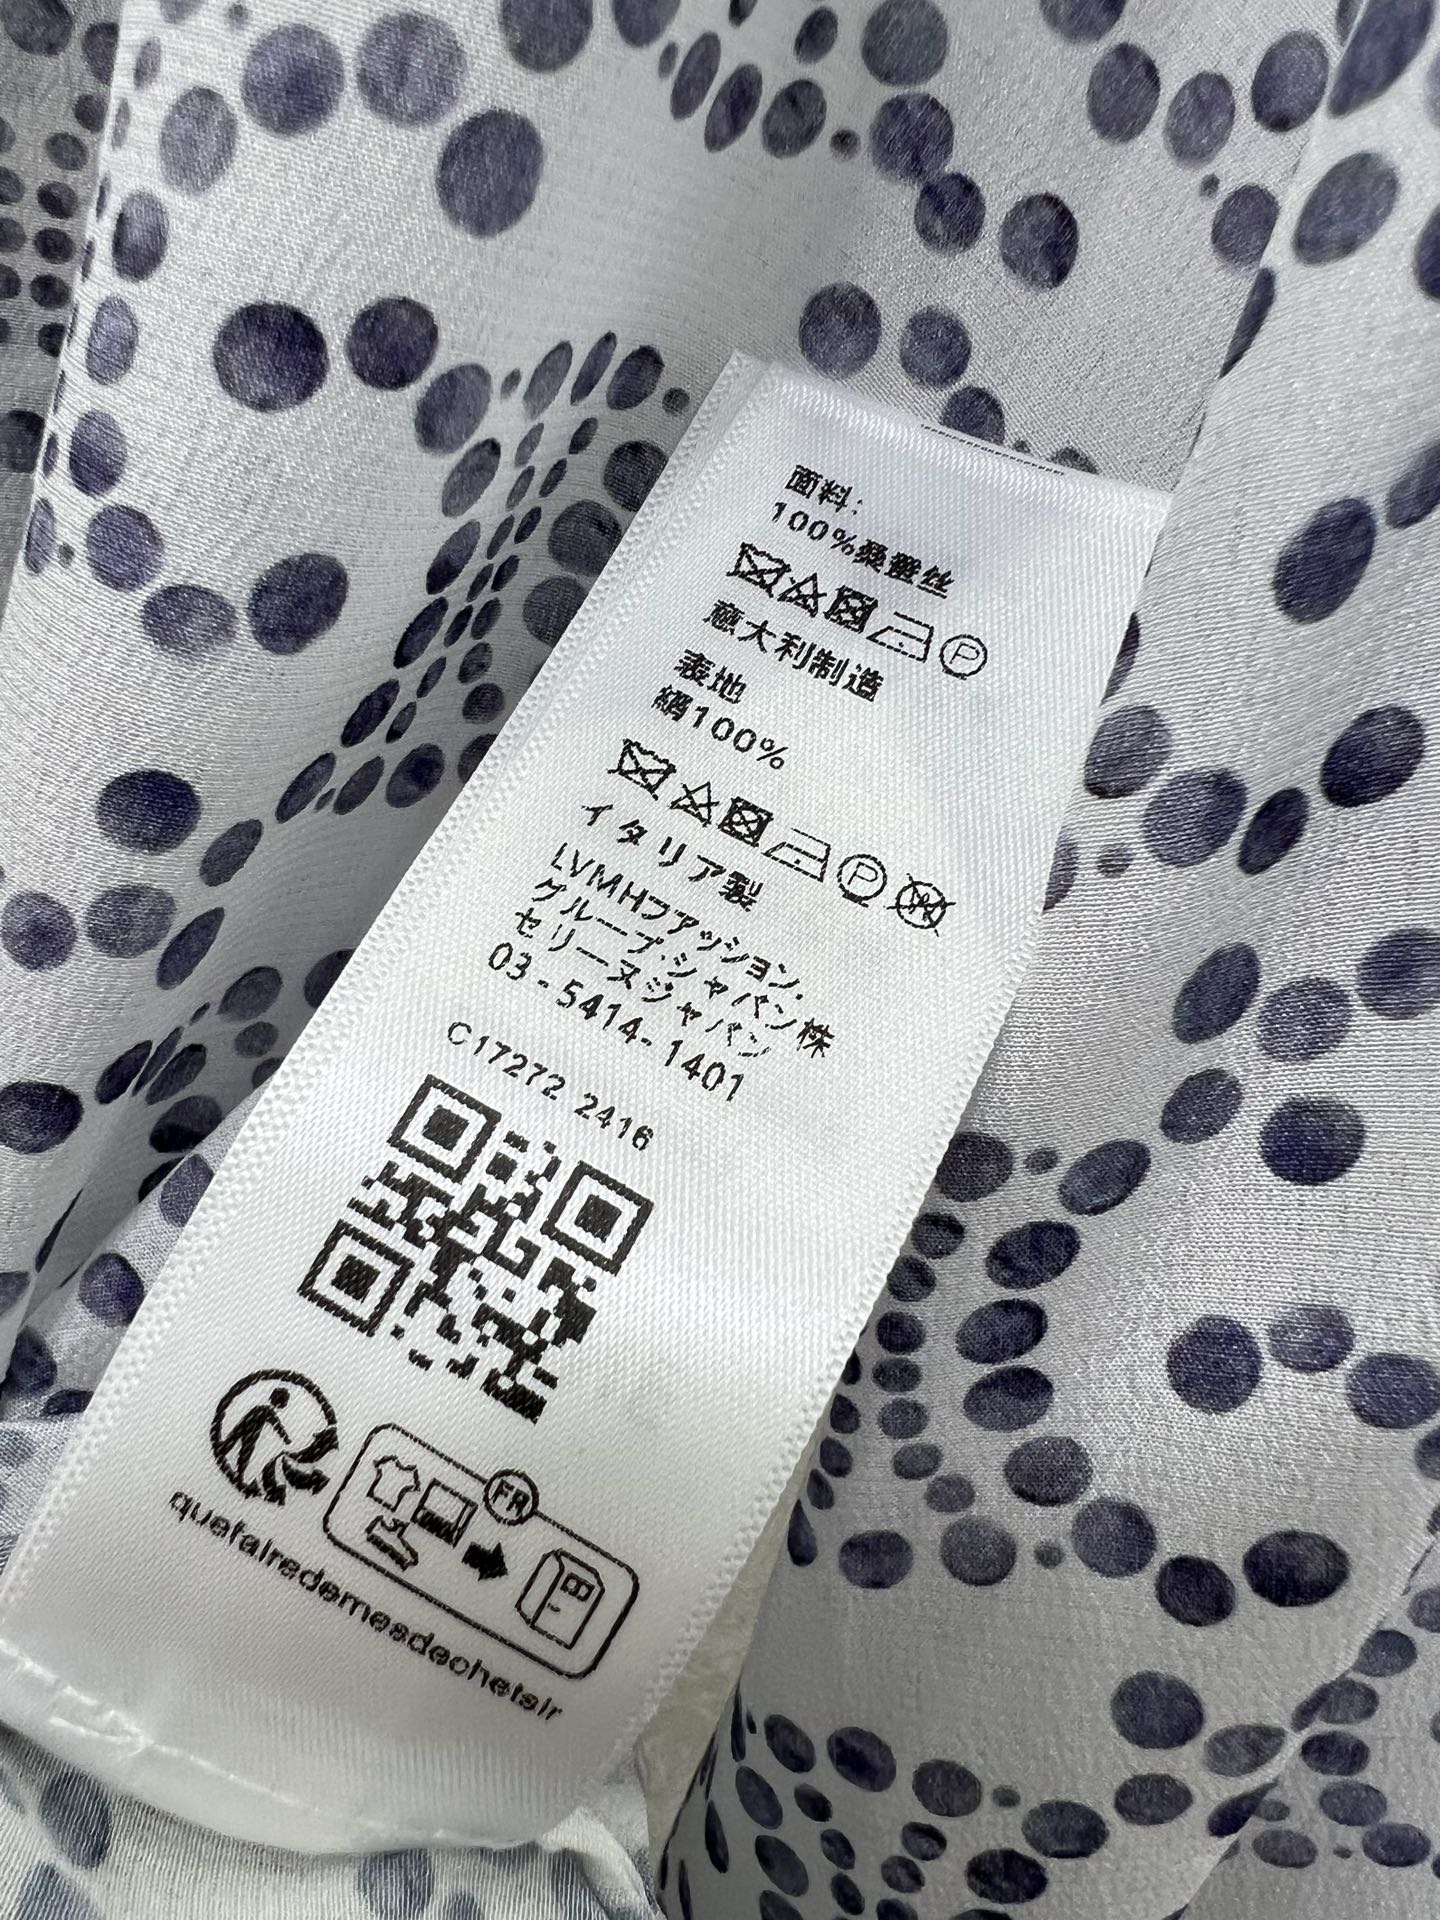 面料:
100%桑蠶丝
P
意大利制造
表地
絹100%
P
W
イタリア製
LVMHファッション.
グループ.ジャパン株
セリーヌジャパン
03-5414-1401
C17272 2416
FR
quefairedemesdechets.fr